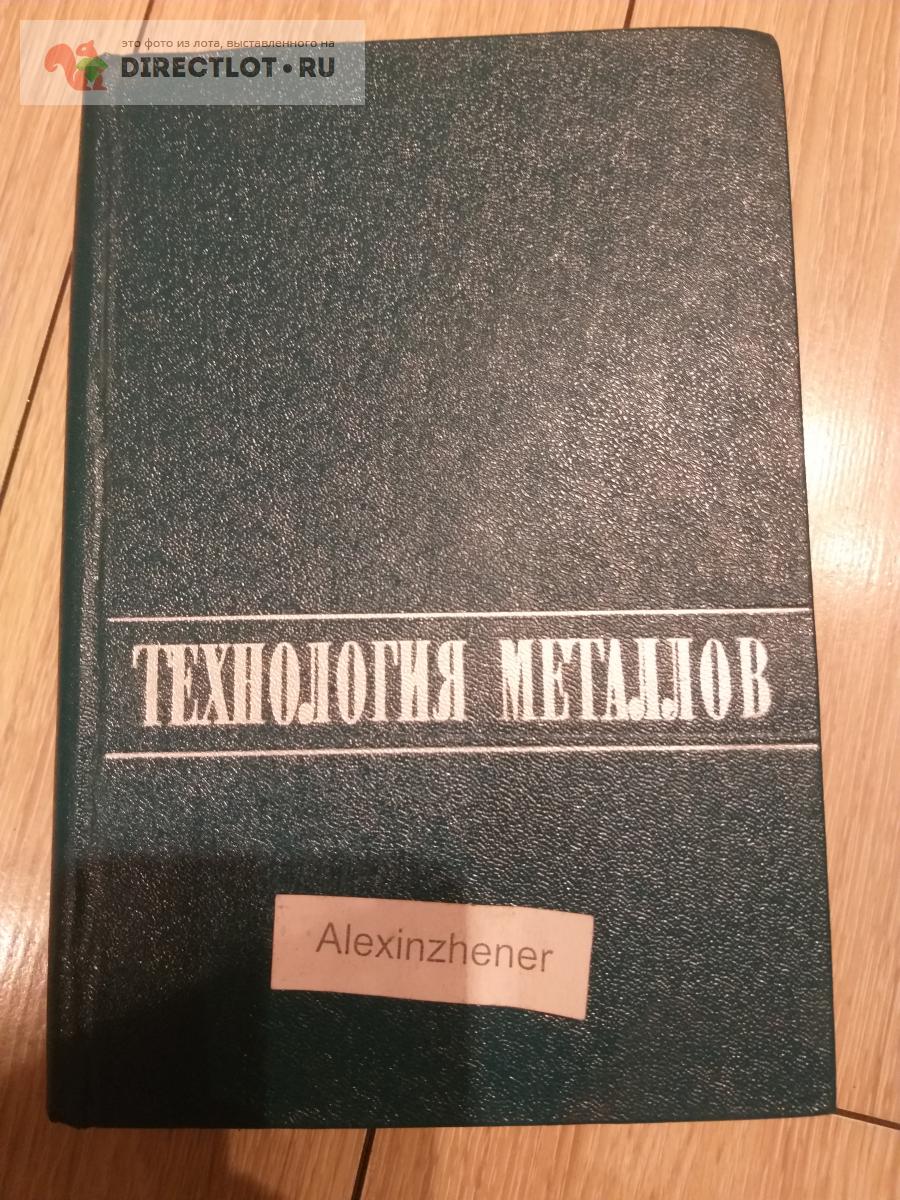 это фото из лота, выставленного на
DIRECTLOT•RU
ТЕХНОЛОГИЯ МЕТАЛЛОВ
Alexinzhener